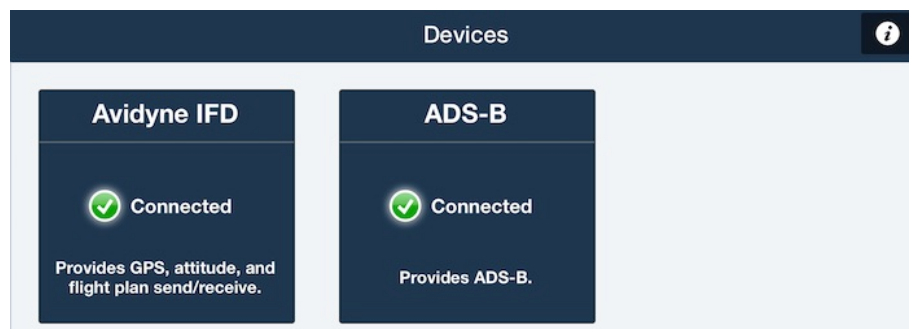 Devices
i
Avidyne IFD
Connected
Provides GPS, attitude, and
flight plan send/receive.
ADS-B
Connected
Provides ADS-B.